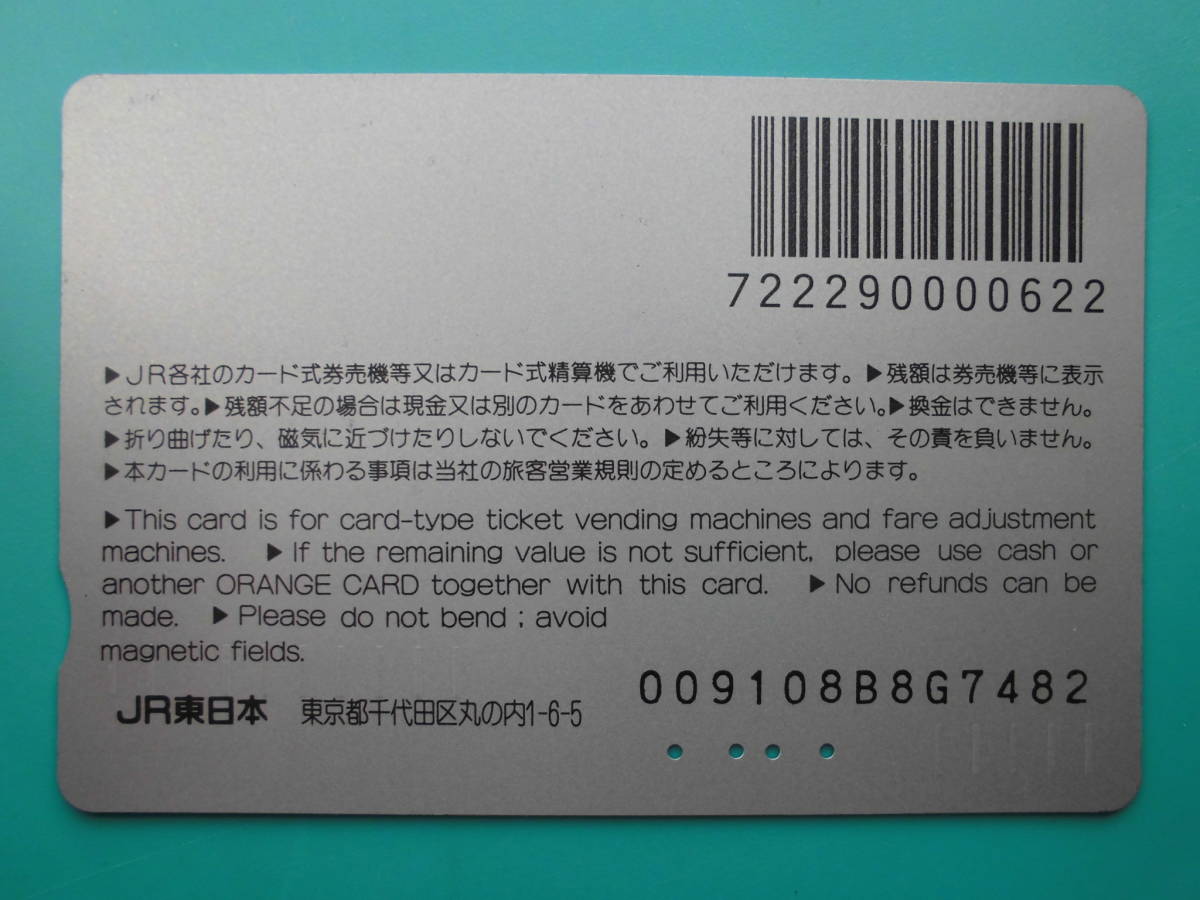 722290000622
▶JR各社のカード式券売機等又はカード式精算機でご利用いただけます。▶残額は券売機等に表示
されます。▶残額不足の場合は現金又は別のカードをあわせてご利用ください。▶換金はできません。
▶折り曲げたり、磁気に近づけたりしないでください。▶紛失等に対しては、その責を負いません。
▶本カードの利用に係わる事項は当社の旅客営業規則の定めるところによります。
▶This card is for card-type ticket vending machines and fare adjustment
machines. ▶If the remaining value is not sufficient, please use cash or
another ORANGE CARD together with this card. ▶No refunds can be
made. ▶Please do not bend ; avoid
magnetic fields.
009108B8G7482
JR東日本 東京都千代田区丸の内1-6-5